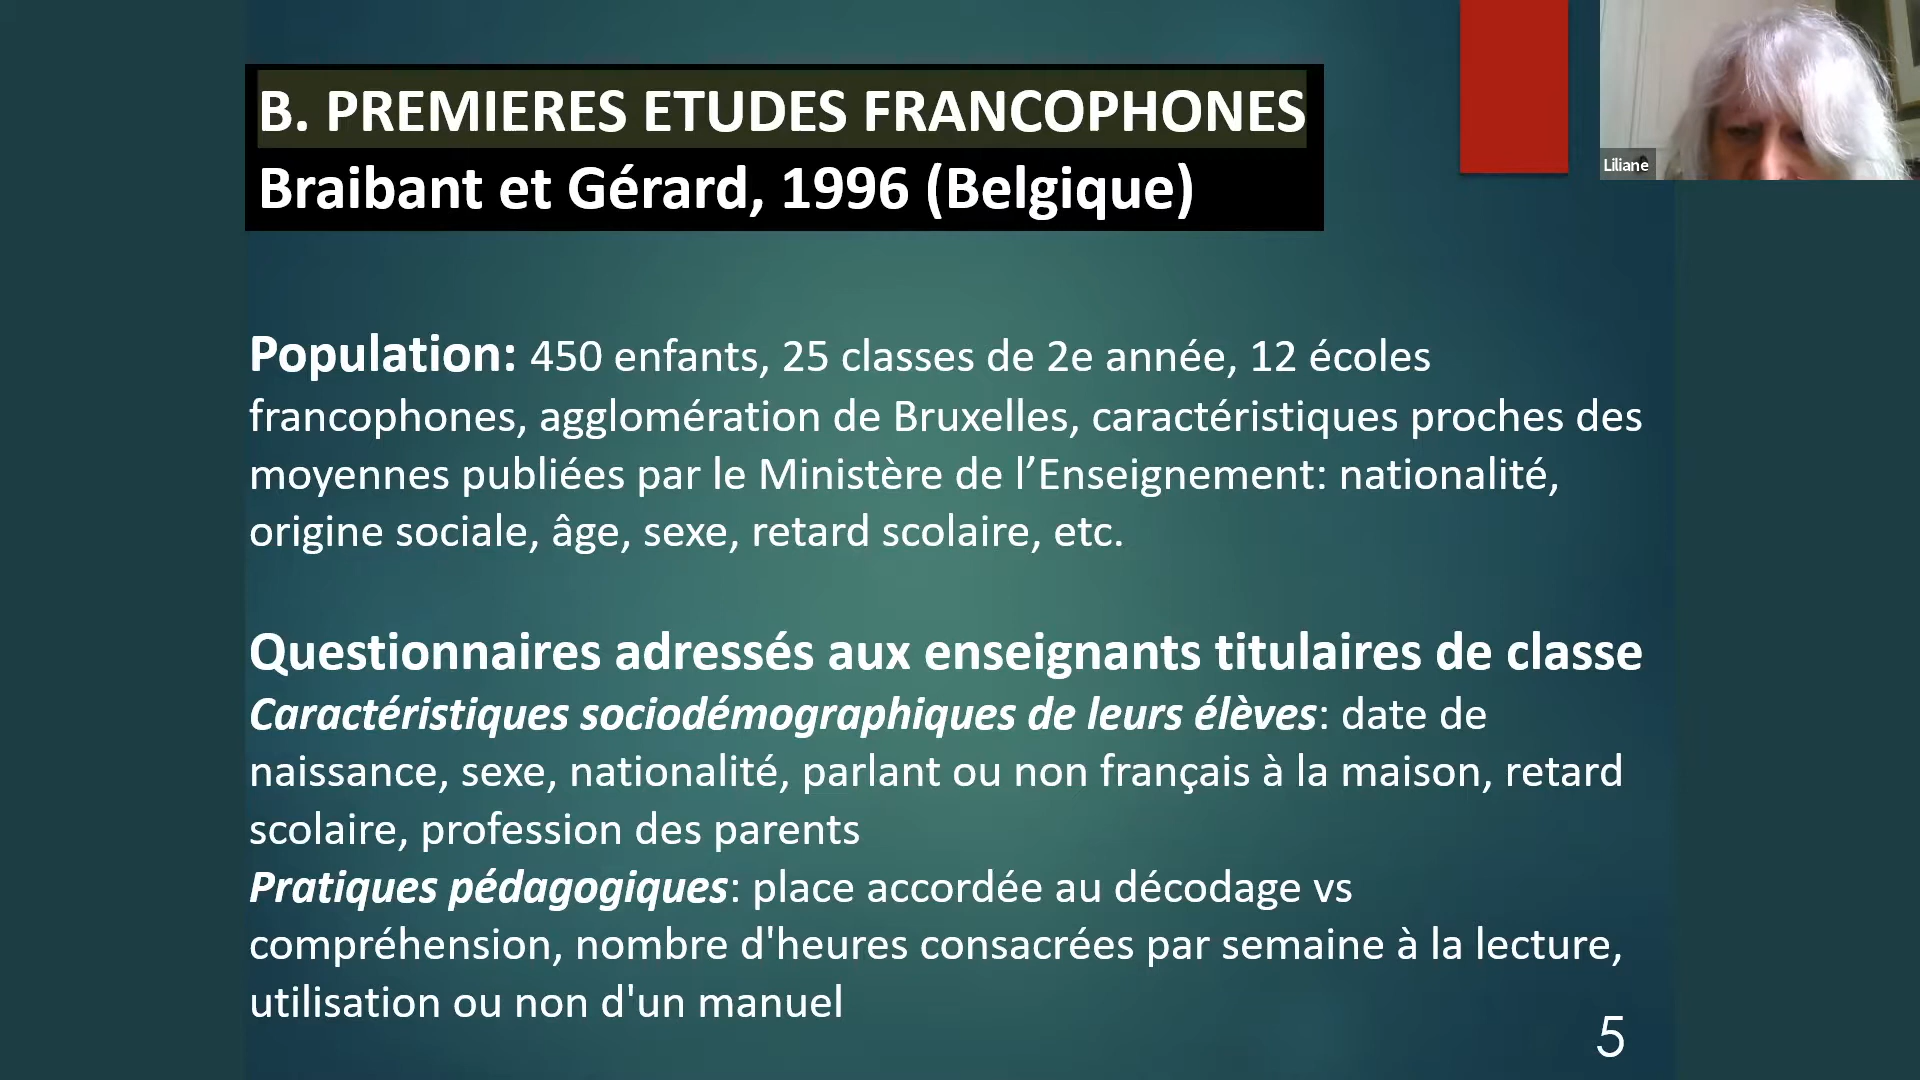 B. PREMIERES ETUDES FRANCOPHONES
Braibant et Gérard, 1996 (Belgique)
Liliane
Population: 450 enfants, 25 classes de 2e année, 12 écoles
francophones, agglomération de Bruxelles, caractéristiques proches des
moyennes publiées par le Ministère de l’Enseignement: nationalité,
origine sociale, âge, sexe, retard scolaire, etc.
Questionnaires adressés aux enseignants titulaires de classe
Caractéristiques sociodémographiques de leurs élèves: date de
naissance, sexe, nationalité, parlant ou non français à la maison, retard
scolaire, profession des parents
Pratiques pédagogiques: place accordée au décodage vs
compréhension, nombre d'heures consacrées par semaine à la lecture,
utilisation ou non d'un manuel
5